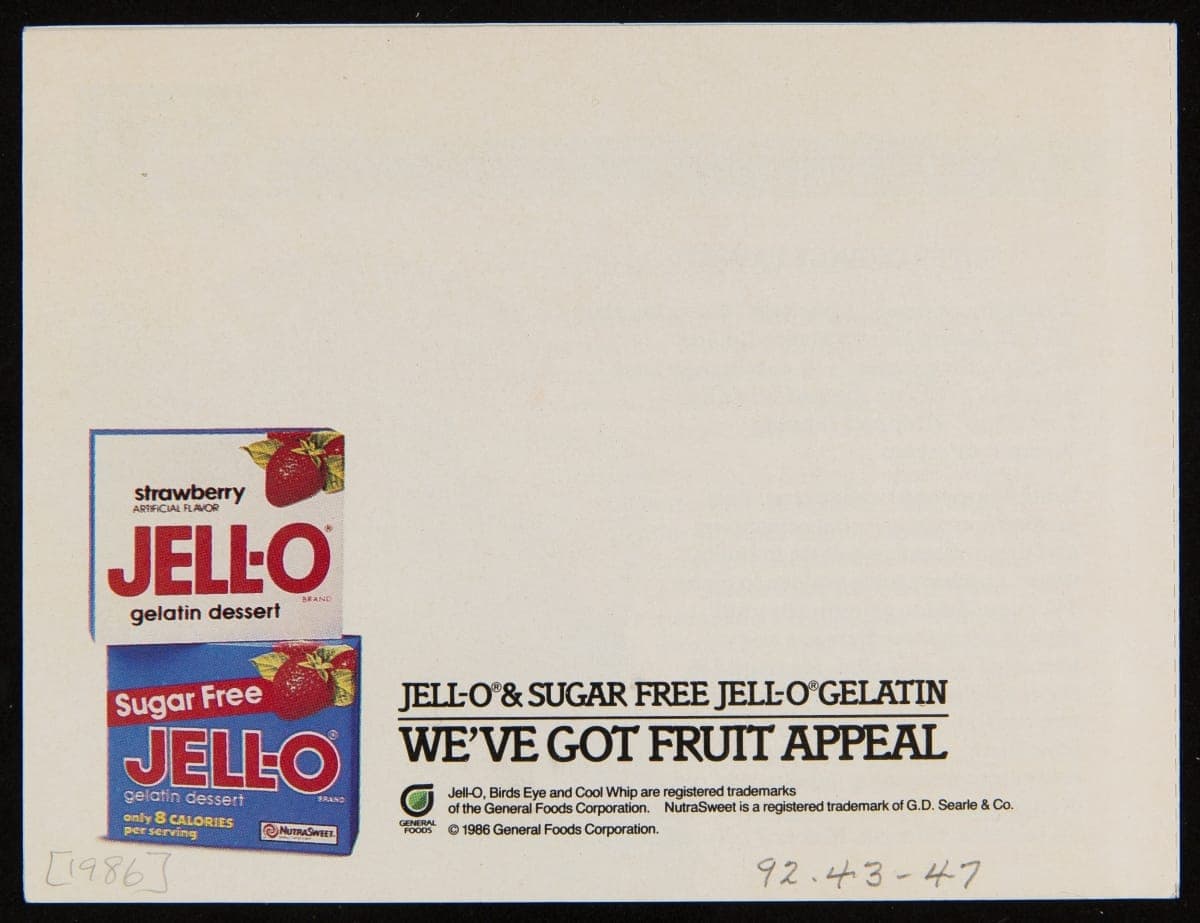 strawberry
ARTIFICIAL FLAVOR
JELL-O®
BRAND
gelatin dessert
Sugar Free
JELL-O®
BRAND
gelatin dessert
only 8 CALORIES
per serving
NUTRASWEET
JELL-O® & SUGAR FREE JELL-O® GELATIN
WE'VE GOT FRUIT APPEAL
GENERAL
FOODS
Jell-O, Birds Eye and Cool Whip are registered trademarks
of the General Foods Corporation. NutraSweet is a registered trademark of G.D. Searle & Co.
© 1986 General Foods Corporation.
[1986]
92.43-47